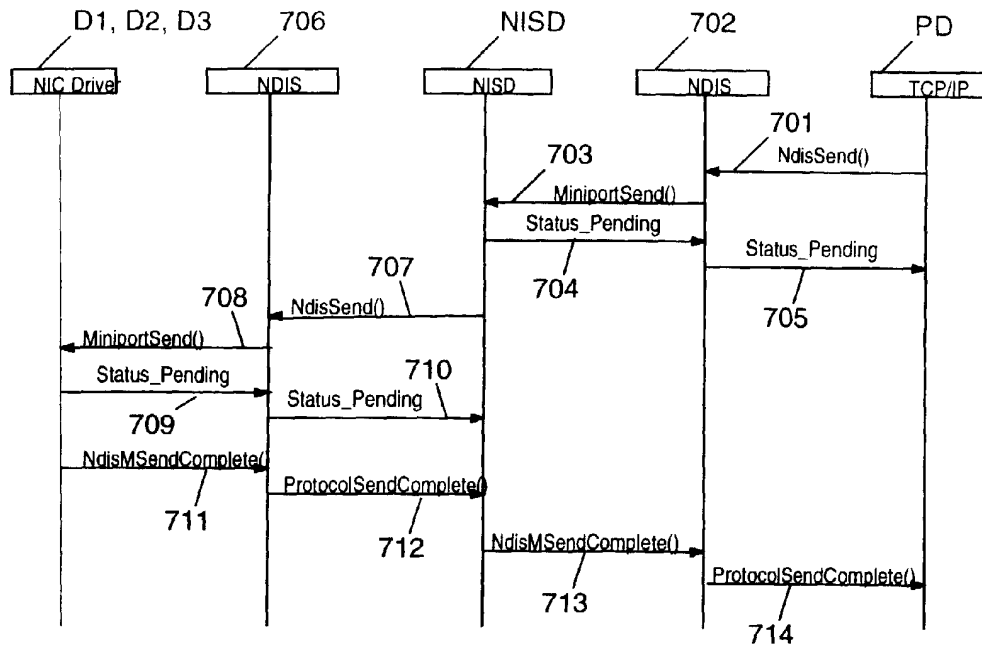 D1, D2, D3 706 NISD 702 PD
NIC Driver NDIS NISD NDIS TCP/IP
701
NdisSend()
703
MiniportSend()
Status_Pending
704
Status_Pending
705
707
NdisSend()
708
MiniportSend()
Status_Pending
709
710
Status_Pending
NdisMSendComplete()
711
ProtocolSendComplete()
712
NdisMSendComplete()
713
ProtocolSendComplete()
714